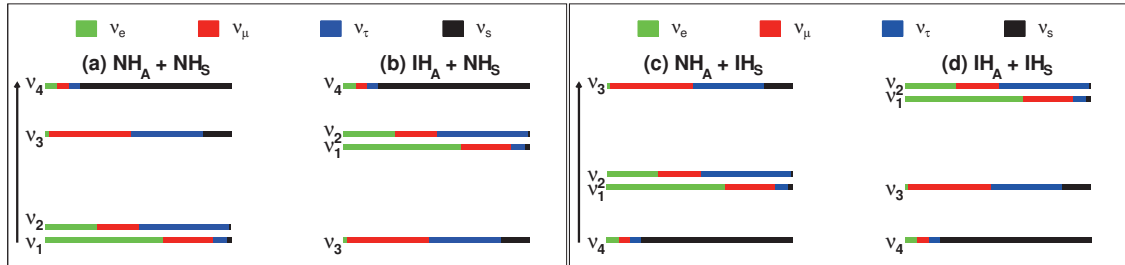 νe νμ ντ νs
(a) NHA + NHS (b) IHA + NHS
ν4 ν4
ν3 ν2
ν1
ν2
ν1 ν3
νe νμ ντ νs
(c) NHA + IHS (d) IHA + IHS
ν3 ν2
ν1
ν2
ν1 ν3
ν4 ν4